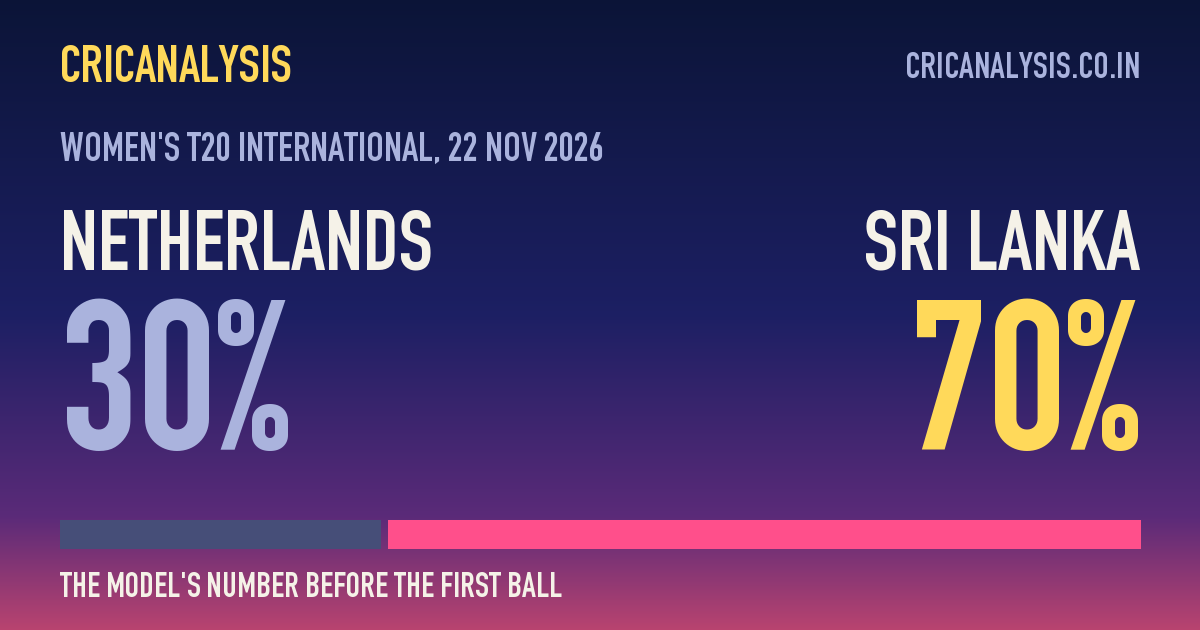 CRICANALYSIS
CRICANALYSIS.CO.IN
WOMEN'S T20 INTERNATIONAL, 22 NOV 2026
NETHERLANDS
SRI LANKA
30%
70%
THE MODEL'S NUMBER BEFORE THE FIRST BALL